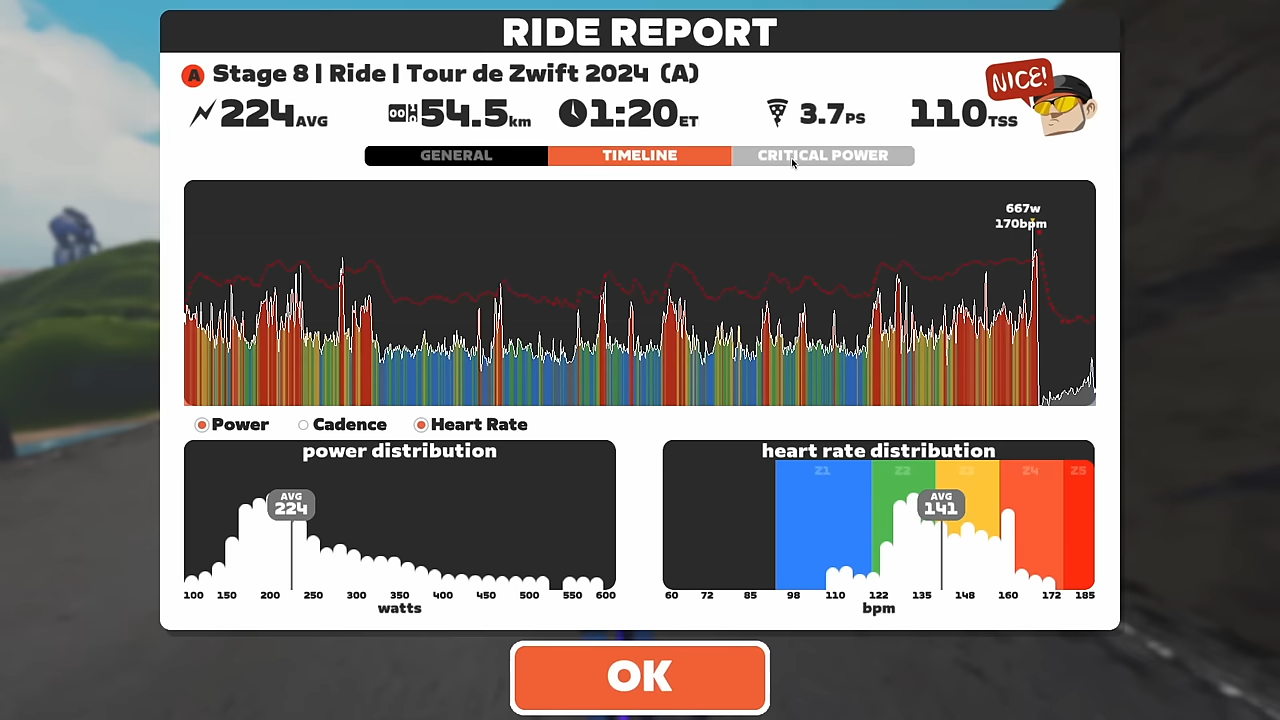 RIDE REPORT
A Stage 8 | Ride | Tour de Zwift 2024 (A)
NICE!
224AVG 54.5km 1:20ET 3.7PS 110TSS
GENERAL TIMELINE CRITICAL POWER
667w
170bpm
Power Cadence Heart Rate
power distribution
AVG
224
100 150 200 250 300 350 400 450 500 550 600
watts
heart rate distribution
Z1 Z2 Z3 Z4 Z5
AVG
141
60 72 85 98 110 122 135 148 160 172 185
bpm
OK